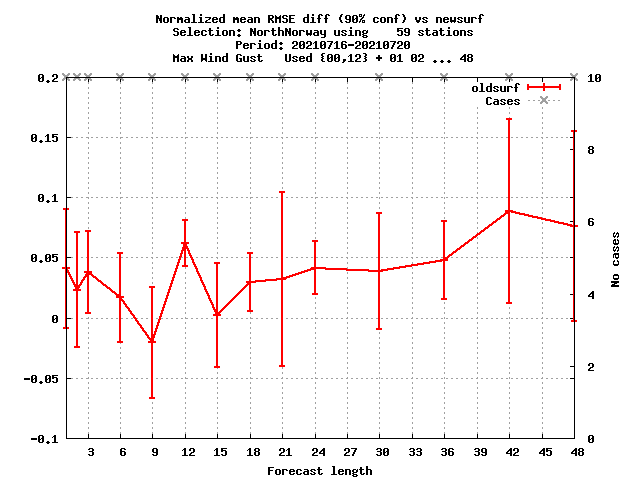 Normalized mean RMSE diff (90% conf) vs newsurf
Selection: NorthNorway using    59 stations
Period: 20210716-20210720
Max Wind Gust   Used {00,12} + 01 02 ... 48
oldsurf
Cases
0.2
0.15
0.1
0.05
0
-0.05
-0.1
10
8
6
4
2
0
No cases
3 6 9 12 15 18 21 24 27 30 33 36 39 42 45 48
Forecast length